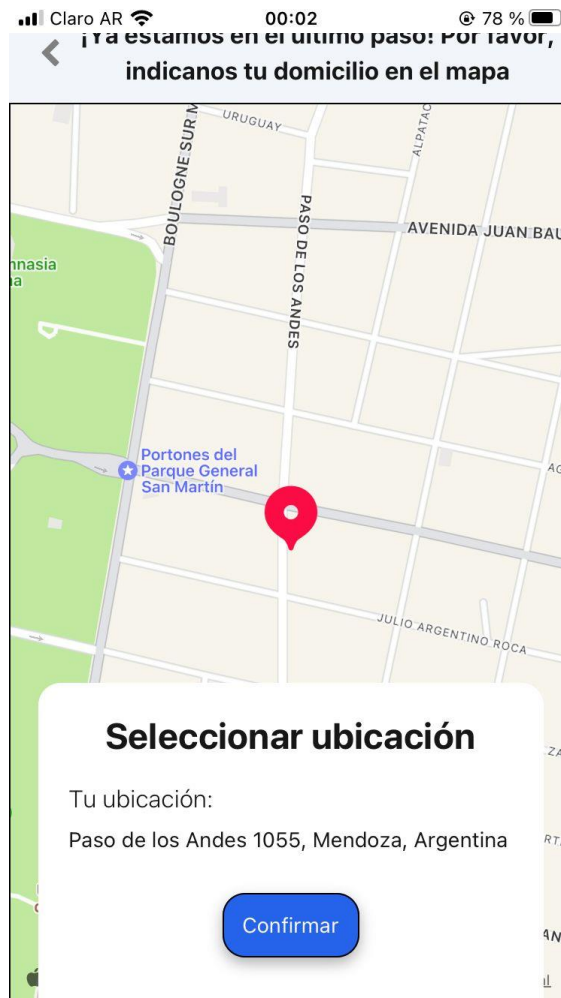 Claro AR
00:02
78 %
¡Ya estamos en el último paso! Por favor,
indicanos tu domicilio en el mapa
URUGUAY
BOULOGNE SUR M
ALPATAC
PASO DE LOS ANDES
AVENIDA JUAN BAU
Portones del
Parque General
San Martín
JULIO ARGENTINO ROCA
Seleccionar ubicación
Tu ubicación:
Paso de los Andes 1055, Mendoza, Argentina
Confirmar